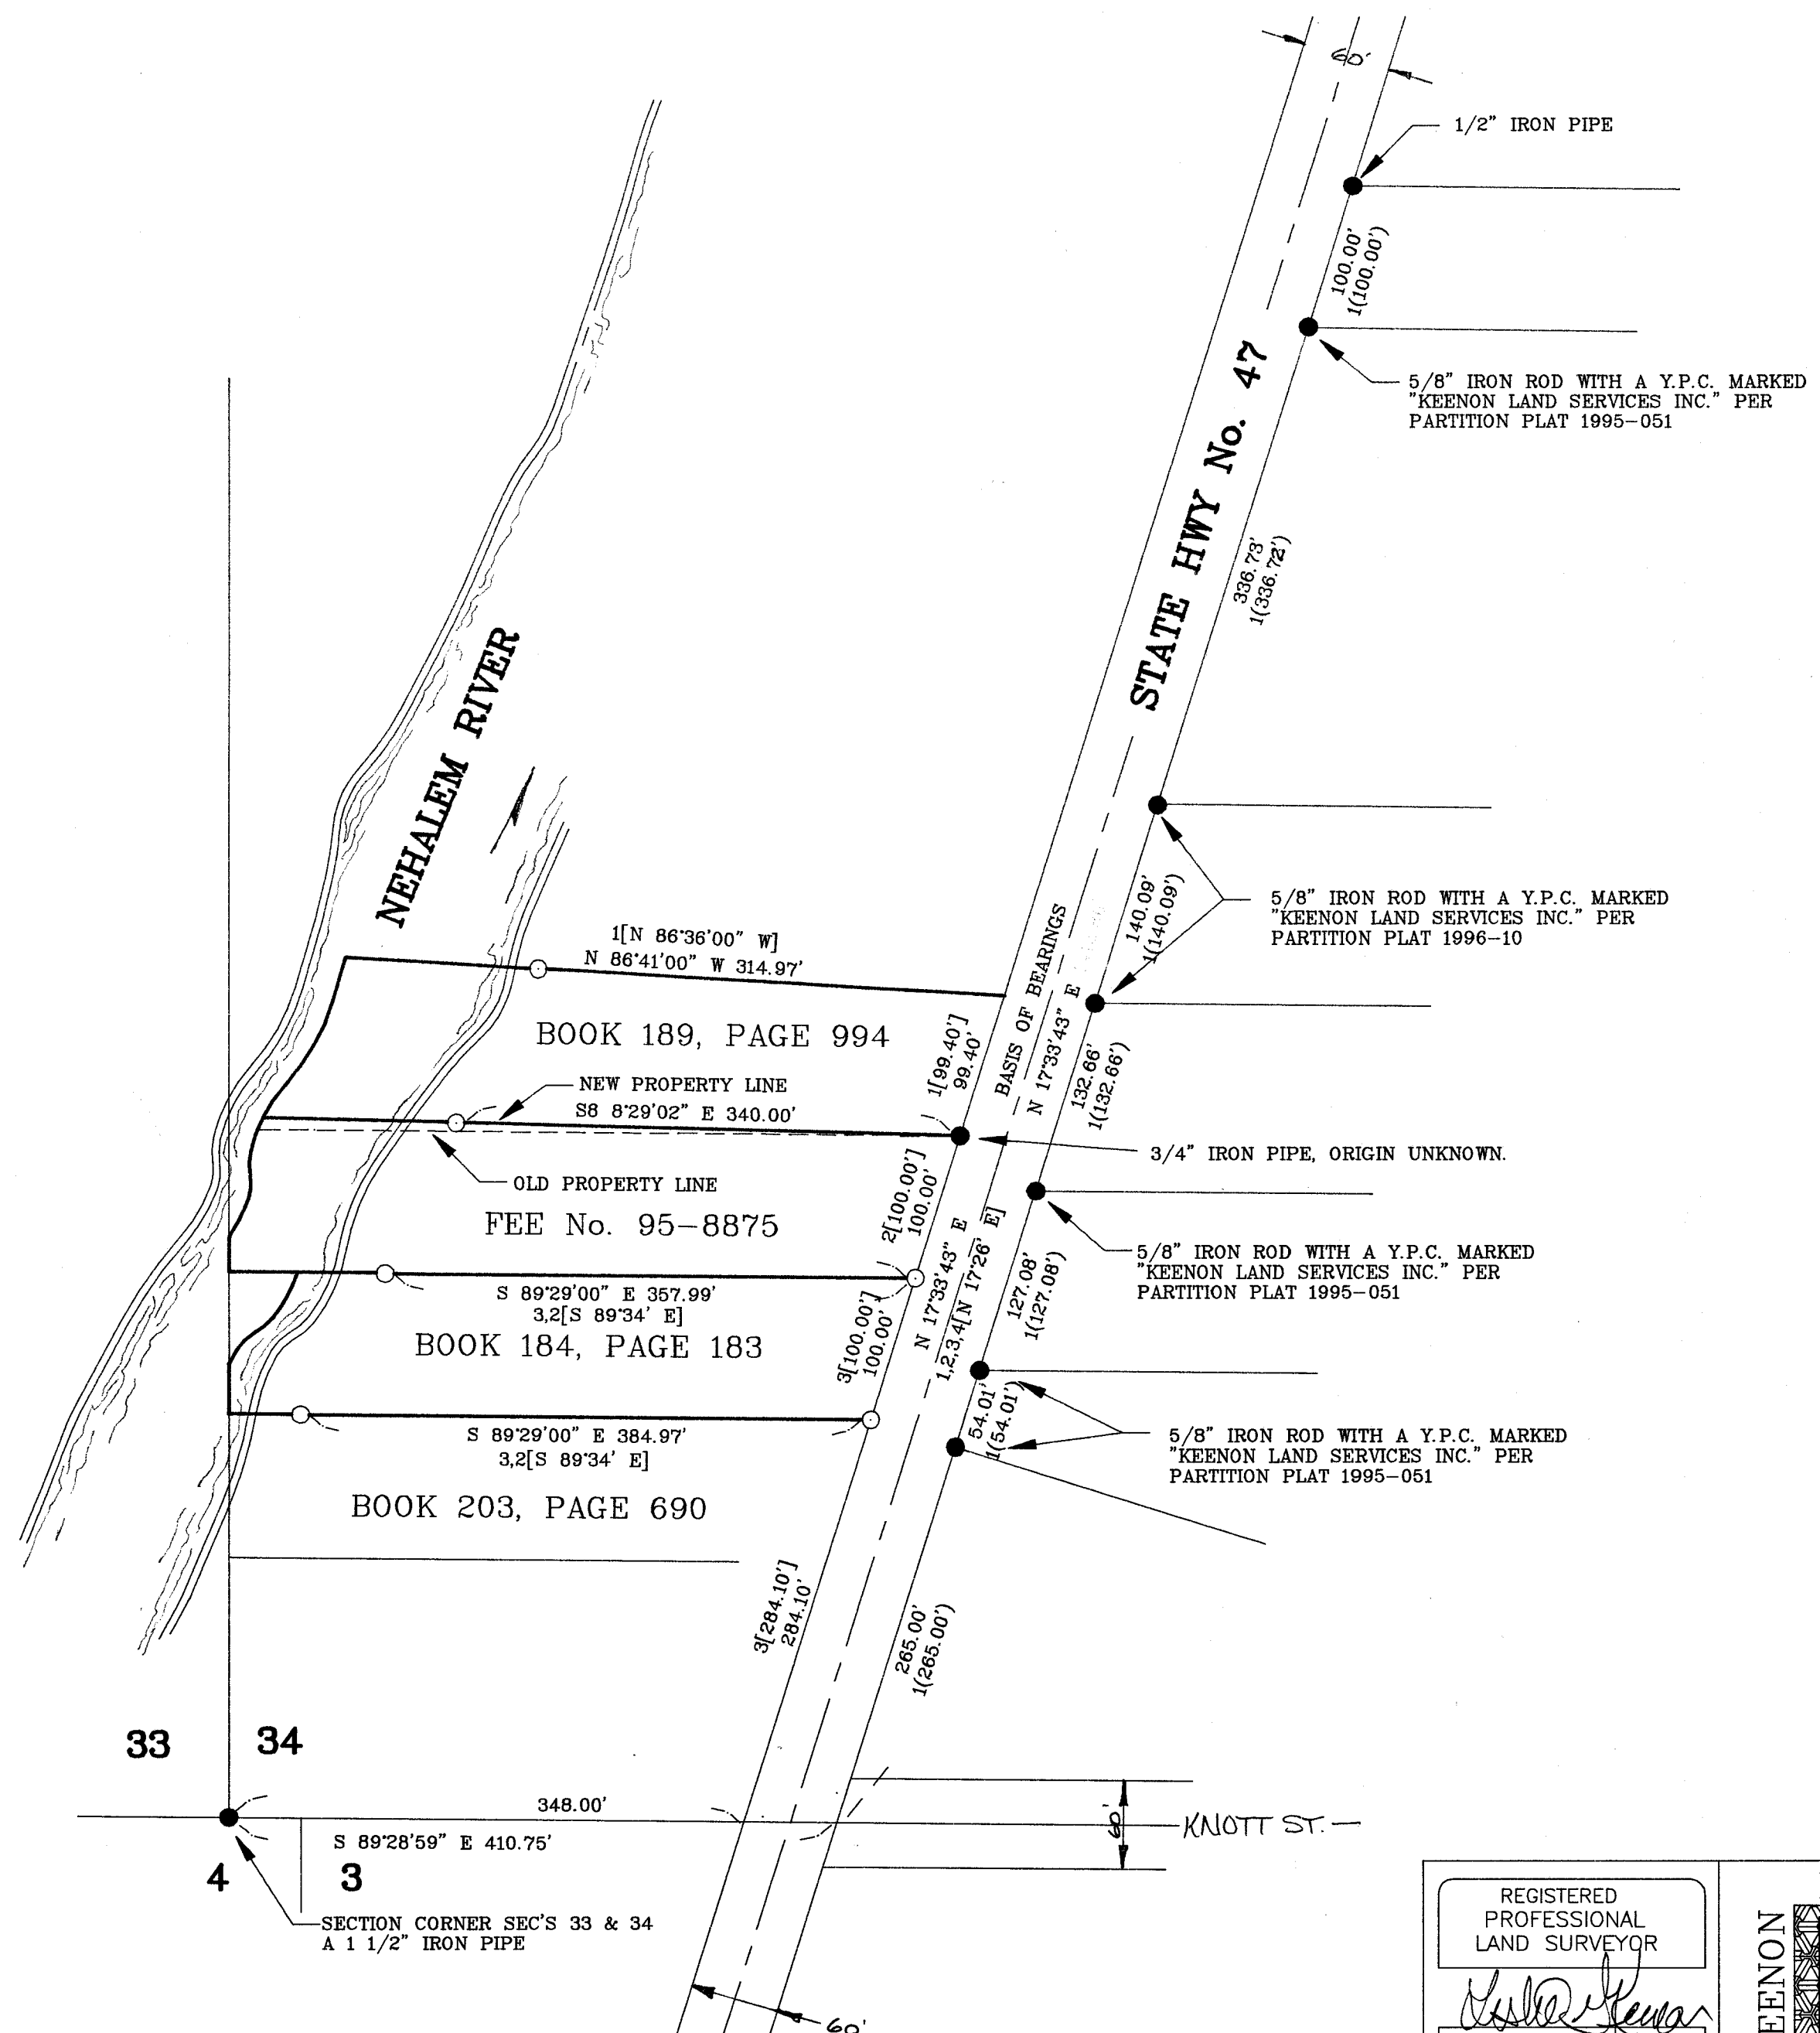 60'
1/2" IRON PIPE
100.00'
1(100.00')
5/8" IRON ROD WITH A Y.P.C. MARKED
"KEENON LAND SERVICES INC." PER
PARTITION PLAT 1995-051
STATE HWY No. 47
336.73'
1(336.72')
NEHALEM RIVER
140.09'
1(140.09')
5/8" IRON ROD WITH A Y.P.C. MARKED
"KEENON LAND SERVICES INC." PER
PARTITION PLAT 1996-10
1[N 86°36'00" W]
N 86°41'00" W 314.97'
BOOK 189, PAGE 994
1[99.40']
99.40'
BASIS OF BEARINGS
N 17°33'43" E
132.66'
1(132.66')
NEW PROPERTY LINE
S8 8°29'02" E 340.00'
3/4" IRON PIPE, ORIGIN UNKNOWN.
OLD PROPERTY LINE
FEE No. 95-8875
2[100.00']
100.00'
N 17°33'43" E
1,2,3,4[N 17°26' E]
127.08'
1(127.08')
5/8" IRON ROD WITH A Y.P.C. MARKED
"KEENON LAND SERVICES INC." PER
PARTITION PLAT 1995-051
S 89°29'00" E 357.99'
3,2[S 89°34' E]
BOOK 184, PAGE 183
3[100.00']
100.00'
54.01'
1(54.01')
5/8" IRON ROD WITH A Y.P.C. MARKED
"KEENON LAND SERVICES INC." PER
PARTITION PLAT 1995-051
S 89°29'00" E 384.97'
3,2[S 89°34' E]
BOOK 203, PAGE 690
3[284.10']
284.10'
265.00'
1(265.00')
33 34
348.00'
S 89°28'59" E 410.75'
60'
KNOTT ST.
4 3
SECTION CORNER SEC'S 33 & 34
A 1 1/2" IRON PIPE
60'
REGISTERED
PROFESSIONAL
LAND SURVEYOR
EENON